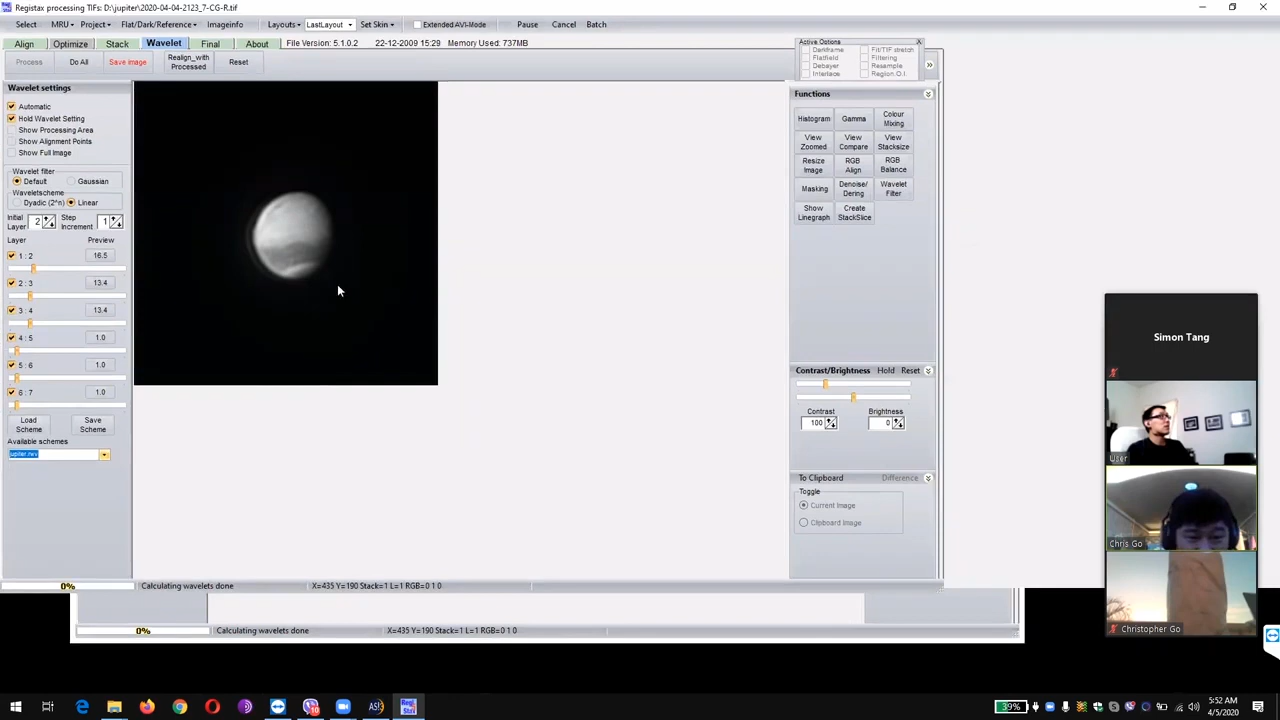 Registax processing TIFs: D:\jupiter\2020-04-04-2123_7-CG-R.tif
Select MRU Project Flat/Dark/Reference Imageinfo Layouts LastLayout Set Skin Extended AVI-Mode Pause Cancel Batch
Align Optimize Stack Wavelet Final About File Version: 5.1.0.2 22-12-2009 15:29 Memory Used: 737MB
Process Do All Save image Realign_with Processed Reset
Active Options
Darkframe Fit/TIF stretch
Flatfield Filtering
Debayer Resample
Interlace Region.O.I.
Wavelet settings
Automatic
Hold Wavelet Setting
Show Processing Area
Show Alignment Points
Show Full Image
Wavelet filter
Default Gaussian
Waveletscheme
Dyadic (2^n) Linear
Initial Layer 2 Step Increment 1
Layer Preview
1 : 2 16.5
2 : 3 13.4
3 : 4 13.4
4 : 5 1.0
5 : 6 1.0
6 : 7 1.0
Load Scheme Save Scheme
Available schemes
jupiter.rwv
Functions
Histogram Gamma Colour Mixing
View Zoomed View Compare View Stacksize
Resize Image RGB Align RGB Balance
Masking Denoise/ Dering Wavelet Filter
Show Linegraph Create StackSlice
Contrast/Brightness Hold Reset
Contrast Brightness
100 0
To Clipboard Difference
Toggle
Current Image
Clipboard Image
0% Calculating wavelets done X=435 Y=190 Stack=1 L=1 RGB=0 1 0
0% Calculating wavelets done X=435 Y=190 Stack=1 L=1 RGB=0 1 0
Simon Tang
User
Chris Go
Christopher Go
39%
5:52 AM
4/5/2020